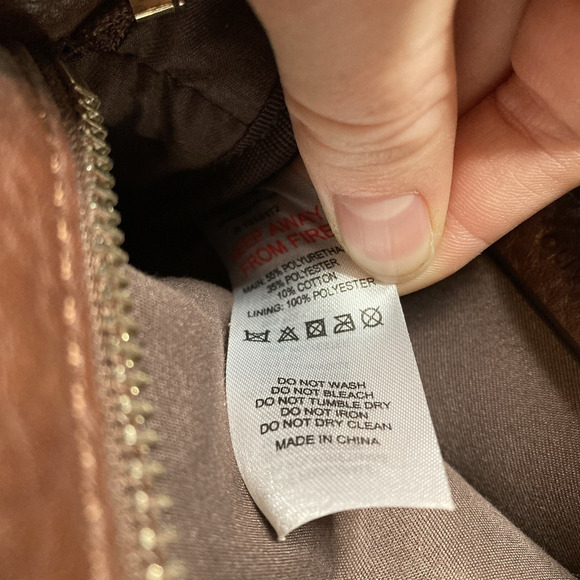 KEEP AWAY
FROM FIRE
MAIN: 55% POLYURETHA
35% POLYESTER
10% COTTON
LINING: 100% POLYESTER
DO NOT WASH
DO NOT BLEACH
DO NOT TUMBLE DRY
DO NOT IRON
DO NOT DRY CLEAN
MADE IN CHINA